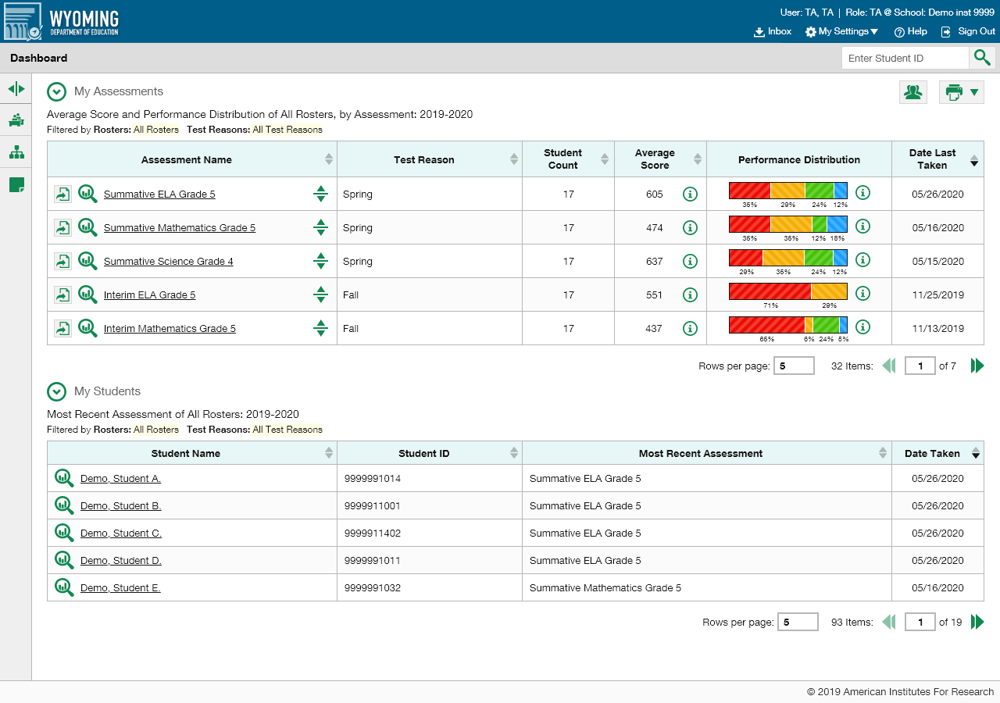 WYOMING
DEPARTMENT OF EDUCATION
User: TA, TA | Role: TA @ School: Demo inst 9999
Inbox My Settings Help Sign Out
Dashboard
Enter Student ID
My Assessments
Average Score and Performance Distribution of All Rosters, by Assessment: 2019-2020
Filtered by Rosters: All Rosters Test Reasons: All Test Reasons
Assessment Name Test Reason Student Count Average Score Performance Distribution Date Last Taken
Summative ELA Grade 5 Spring 17 605 05/26/2020
35% 29% 24% 12%
Summative Mathematics Grade 5 Spring 17 474 05/16/2020
35% 35% 12% 18%
Summative Science Grade 4 Spring 17 637 05/15/2020
29% 35% 24% 12%
Interim ELA Grade 5 Fall 17 551 11/25/2019
71% 29%
Interim Mathematics Grade 5 Fall 17 437 11/13/2019
65% 6% 24% 5%
Rows per page: 5 32 Items: 1 of 7
My Students
Most Recent Assessment of All Rosters: 2019-2020
Filtered by Rosters: All Rosters Test Reasons: All Test Reasons
Student Name Student ID Most Recent Assessment Date Taken
Demo, Student A. 9999991014 Summative ELA Grade 5 05/26/2020
Demo, Student B. 9999911001 Summative ELA Grade 5 05/26/2020
Demo, Student C. 9999911402 Summative ELA Grade 5 05/26/2020
Demo, Student D. 9999991011 Summative ELA Grade 5 05/26/2020
Demo, Student E. 9999991032 Summative Mathematics Grade 5 05/16/2020
Rows per page: 5 93 Items: 1 of 19
© 2019 American Institutes For Research